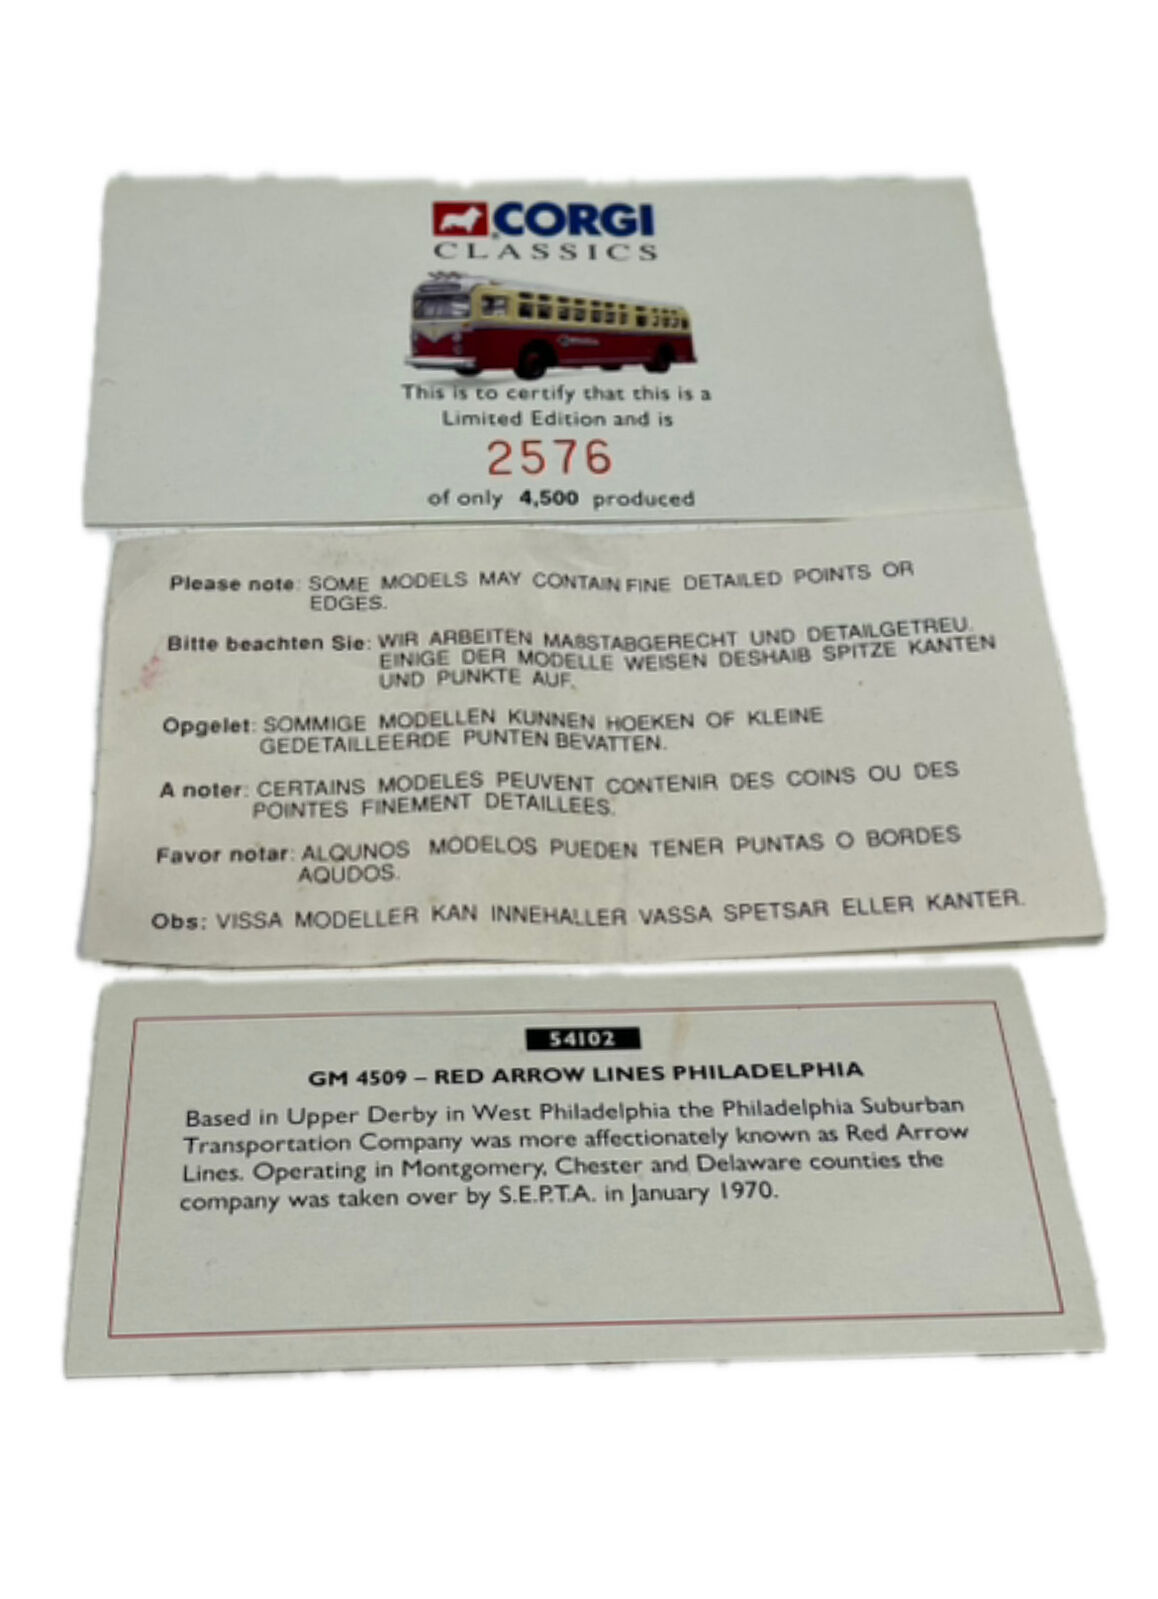 CORGI
CLASSICS
This is to certify that this is a
Limited Edition and is
2576
of only 4,500 produced
Please note: SOME MODELS MAY CONTAIN FINE DETAILED POINTS OR
EDGES.
Bitte beachten Sie: WIR ARBEITEN MAßSTABGERECHT UND DETAILGETREU.
EINIGE DER MODELLE WEISEN DESHAIB SPITZE KANTEN
UND PUNKTE AUF.
Opgelet: SOMMIGE MODELLEN KUNNEN HOEKEN OF KLEINE
GEDETAILLEERDE PUNTEN BEVATTEN.
A noter: CERTAINS MODELES PEUVENT CONTENIR DES COINS OU DES
POINTES FINEMENT DETAILLEES.
Favor notar: ALQUNOS MODELOS PUEDEN TENER PUNTAS O BORDES
AQUDOS.
Obs: VISSA MODELLER KAN INNEHALLER VASSA SPETSAR ELLER KANTER.
54102
GM 4509 – RED ARROW LINES PHILADELPHIA
Based in Upper Derby in West Philadelphia the Philadelphia Suburban
Transportation Company was more affectionately known as Red Arrow
Lines. Operating in Montgomery, Chester and Delaware counties the
company was taken over by S.E.P.T.A. in January 1970.